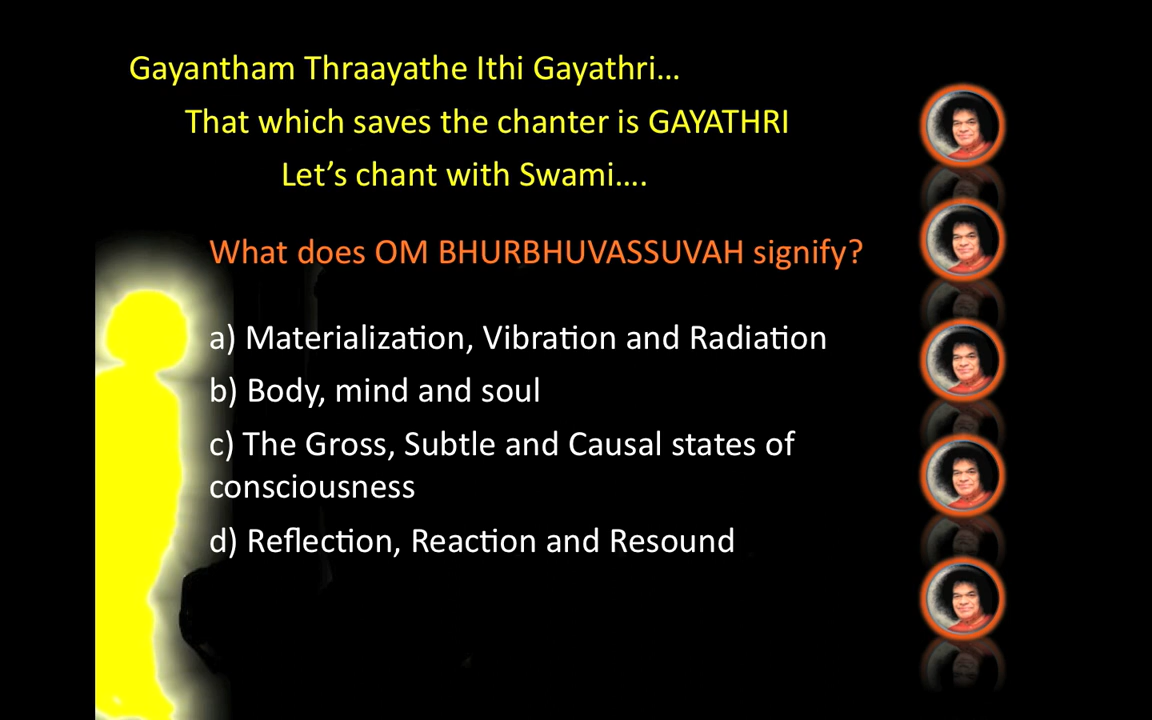 Gayantham Thraayathe Ithi Gayathri…
That which saves the chanter is GAYATHRI
Let’s chant with Swami….
What does OM BHURBHUVASSUVAH signify?
a) Materialization, Vibration and Radiation
b) Body, mind and soul
c) The Gross, Subtle and Causal states of
consciousness
d) Reflection, Reaction and Resound